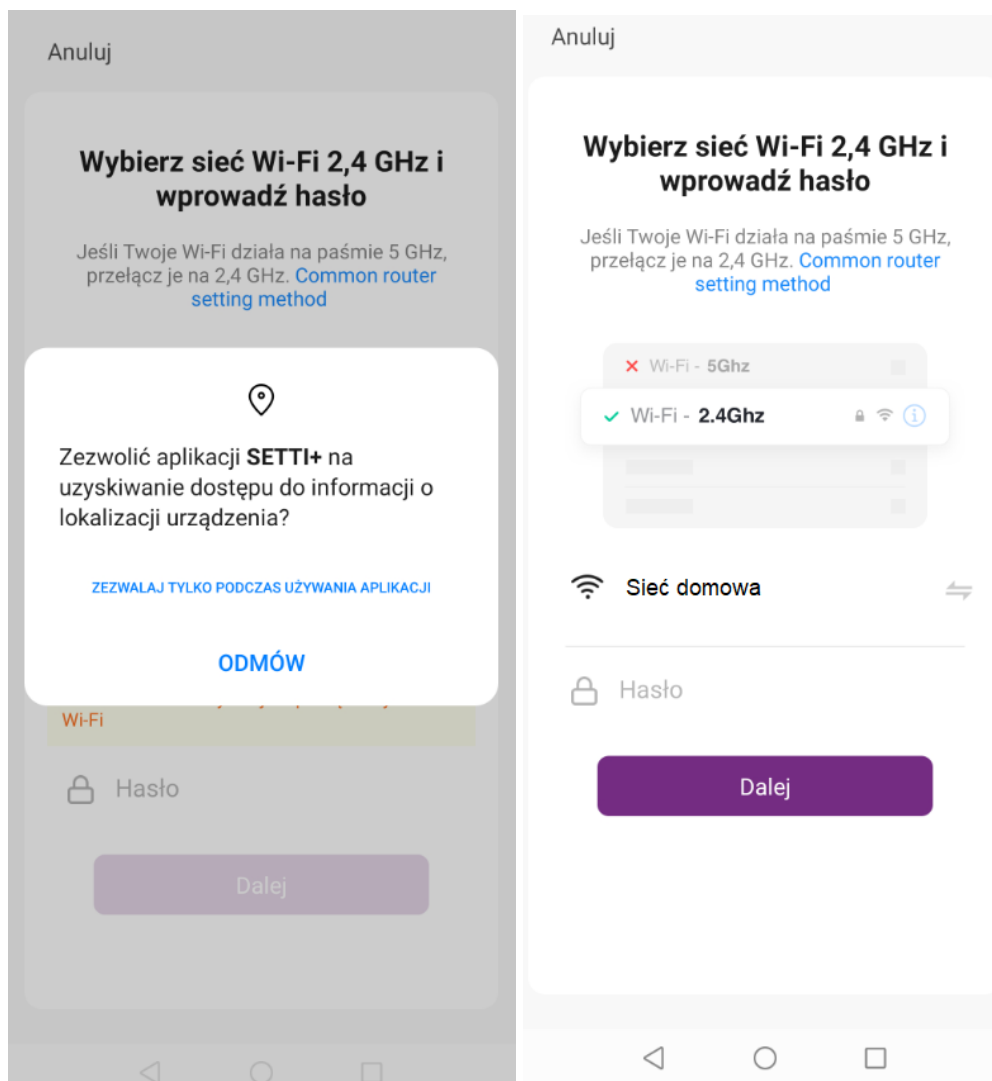 Anuluj
Wybierz sieć Wi-Fi 2,4 GHz i
wprowadź hasło
Jeśli Twoje Wi-Fi działa na paśmie 5 GHz,
przełącz je na 2,4 GHz. Common router
setting method
Zezwolić aplikacji SETTI+ na
uzyskiwanie dostępu do informacji o
lokalizacji urządzenia?
ZEZWALAJ TYLKO PODCZAS UŻYWANIA APLIKACJI
ODMÓW
Wi-Fi
Hasło
Dalej
Anuluj
Wybierz sieć Wi-Fi 2,4 GHz i
wprowadź hasło
Jeśli Twoje Wi-Fi działa na paśmie 5 GHz,
przełącz je na 2,4 GHz. Common router
setting method
Wi-Fi - 5Ghz
Wi-Fi - 2.4Ghz
Sieć domowa
Hasło
Dalej